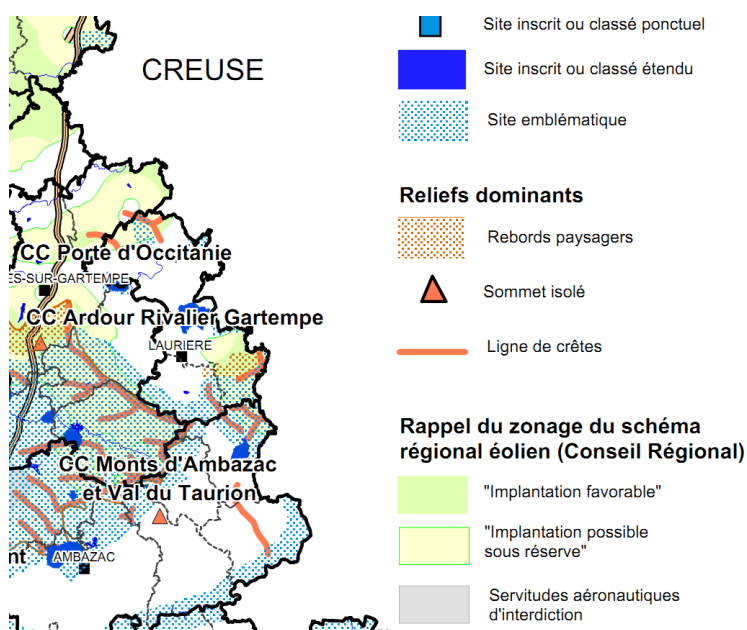 CREUSE
CC Porte d'Occitanie
ES-SUR-GARTEMPE
CC Ardour Rivalier Gartempe
LAURIERE
CC Monts d'Ambazac
et Val du Taurion
nt
AMBAZAC
Site inscrit ou classé ponctuel
Site inscrit ou classé étendu
Site emblématique
Reliefs dominants
Rebords paysagers
Sommet isolé
Ligne de crêtes
Rappel du zonage du schéma
régional éolien (Conseil Régional)
"Implantation favorable"
"Implantation possible
sous réserve"
Servitudes aéronautiques
d'interdiction